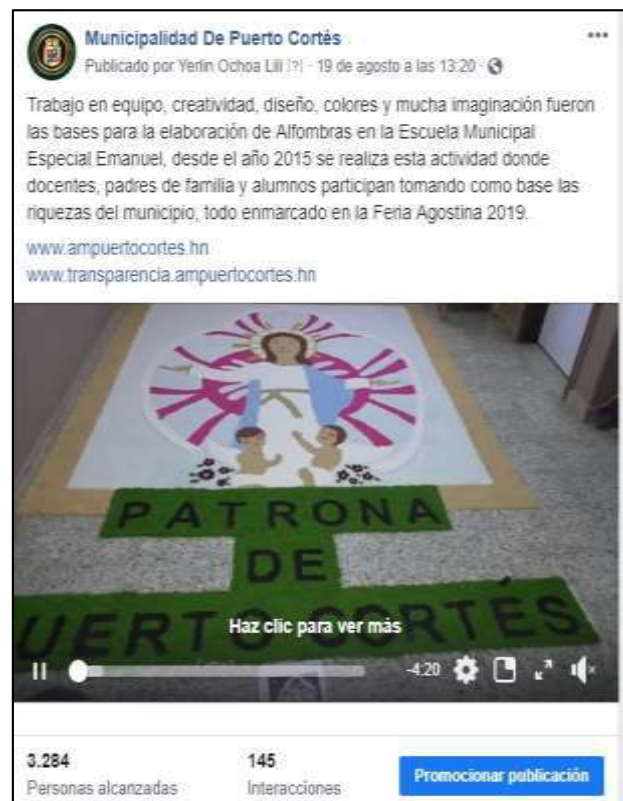 Municipalidad De Puerto Cortés
Publicado por Yerlin Ochoa Lili [?] · 19 de agosto a las 13:20 ·
Trabajo en equipo, creatividad, diseño, colores y mucha imaginación fueron
las bases para la elaboración de Alfombras en la Escuela Municipal
Especial Emanuel, desde el año 2015 se realiza esta actividad donde
docentes, padres de familia y alumnos participan tomando como base las
riquezas del municipio, todo enmarcado en la Feria Agostina 2019.
www.ampuertocortes.hn
www.transparencia.ampuertocortes.hn
PATRONA
DE
UERTO CORTÉS
Haz clic para ver más
-4:20
3.284
Personas alcanzadas
145
Interacciones
Promocionar publicación